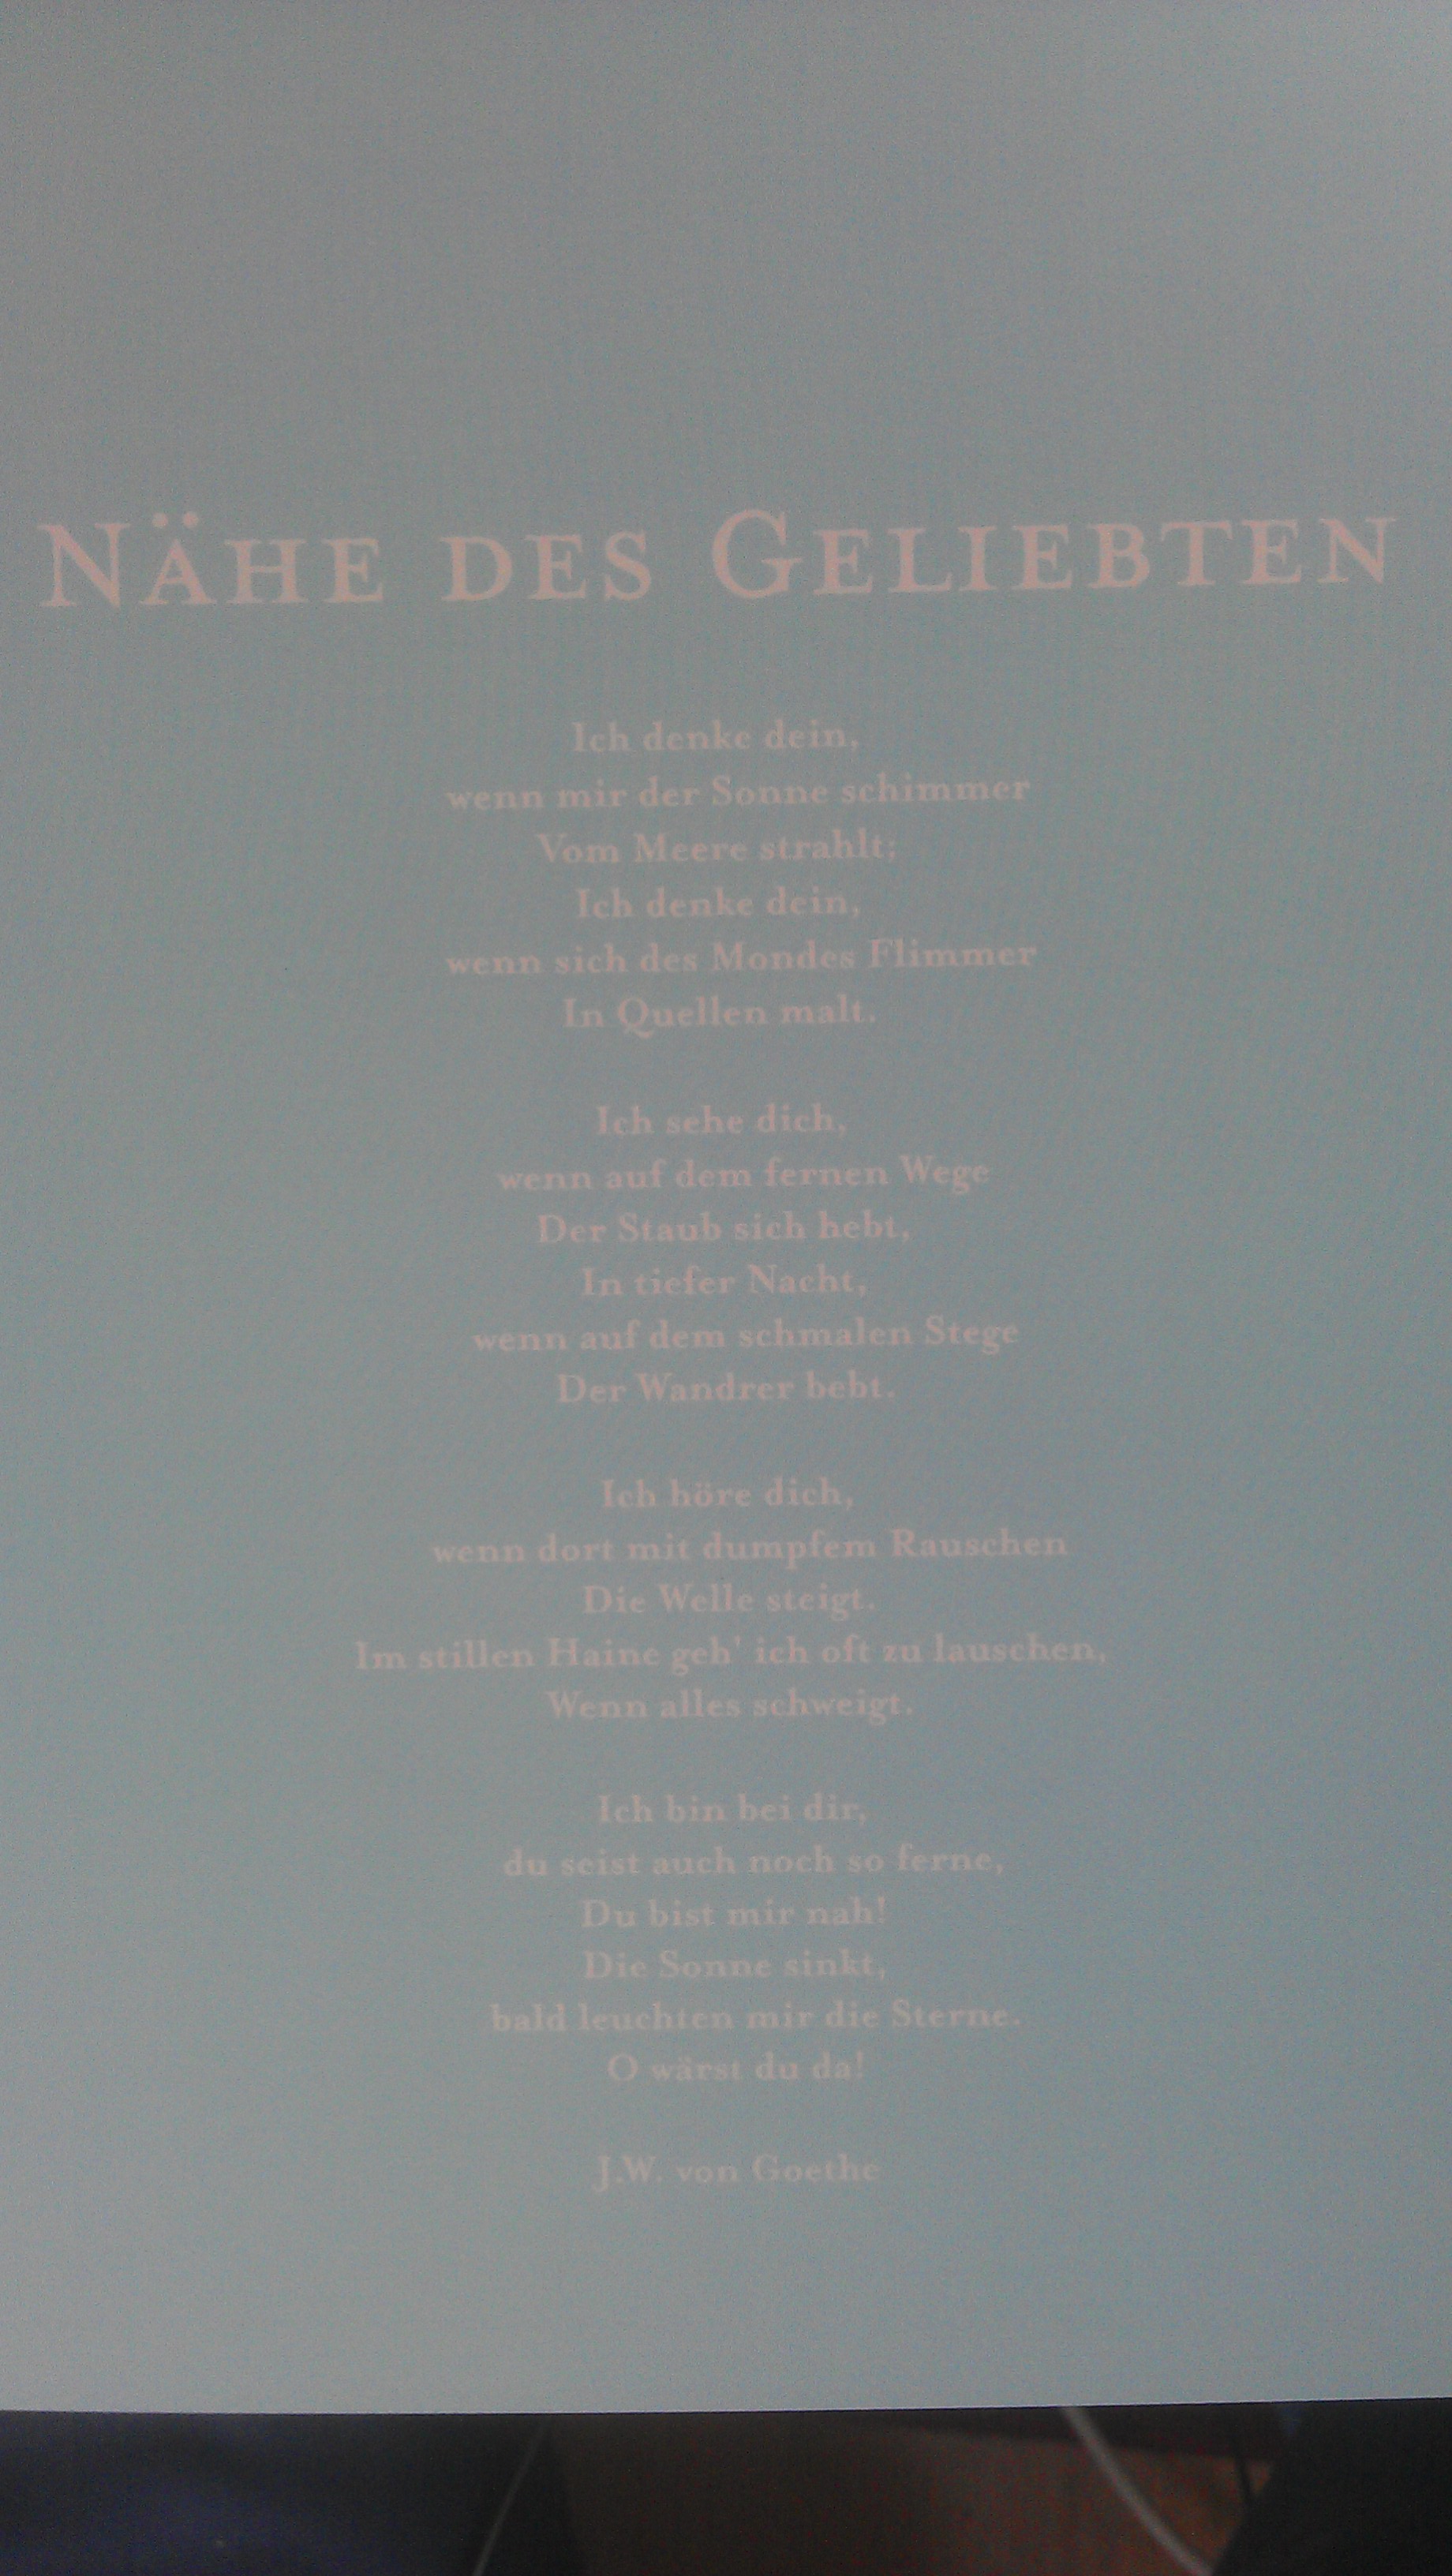 Nähe des Geliebten
Ich denke dein,
wenn mir der Sonne schimmer
Vom Meere strahlt;
Ich denke dein,
wenn sich des Mondes Flimmer
In Quellen malt.
Ich sehe dich,
wenn auf dem fernen Wege
Der Staub sich hebt,
In tiefer Nacht,
wenn auf dem schmalen Stege
Der Wandrer bebt.
Ich höre dich,
wenn dort mit dumpfem Rauschen
Die Welle steigt.
Im stillen Haine geh' ich oft zu lauschen,
Wenn alles schweigt.
Ich bin bei dir,
du seist auch noch so ferne,
Du bist mir nah!
Die Sonne sinkt,
bald leuchten mir die Sterne.
O wärst du da!
J.W. von Goethe